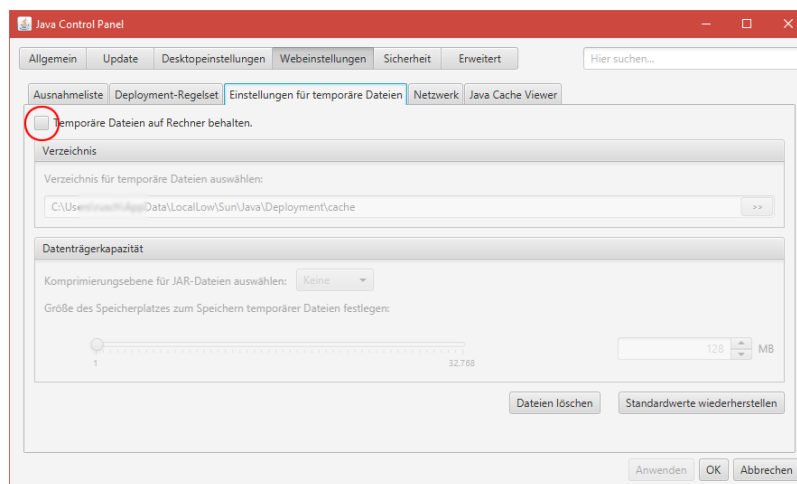 Java Control Panel
Allgemein Update Desktopeinstellungen Webeinstellungen Sicherheit Erweitert Hier suchen...
Ausnahmeliste Deployment-Regelset Einstellungen für temporäre Dateien Netzwerk Java Cache Viewer
Temporäre Dateien auf Rechner behalten.
Verzeichnis
Verzeichnis für temporäre Dateien auswählen:
C:\Use Data\LocalLow\Sun\Java\Deployment\cache >>
Datenträgerkapazität
Komprimierungsebene für JAR-Dateien auswählen: Keine
Größe des Speicherplatzes zum Speichern temporärer Dateien festlegen:
128 MB
1 32.768
Dateien löschen Standardwerte wiederherstellen
Anwenden OK Abbrechen